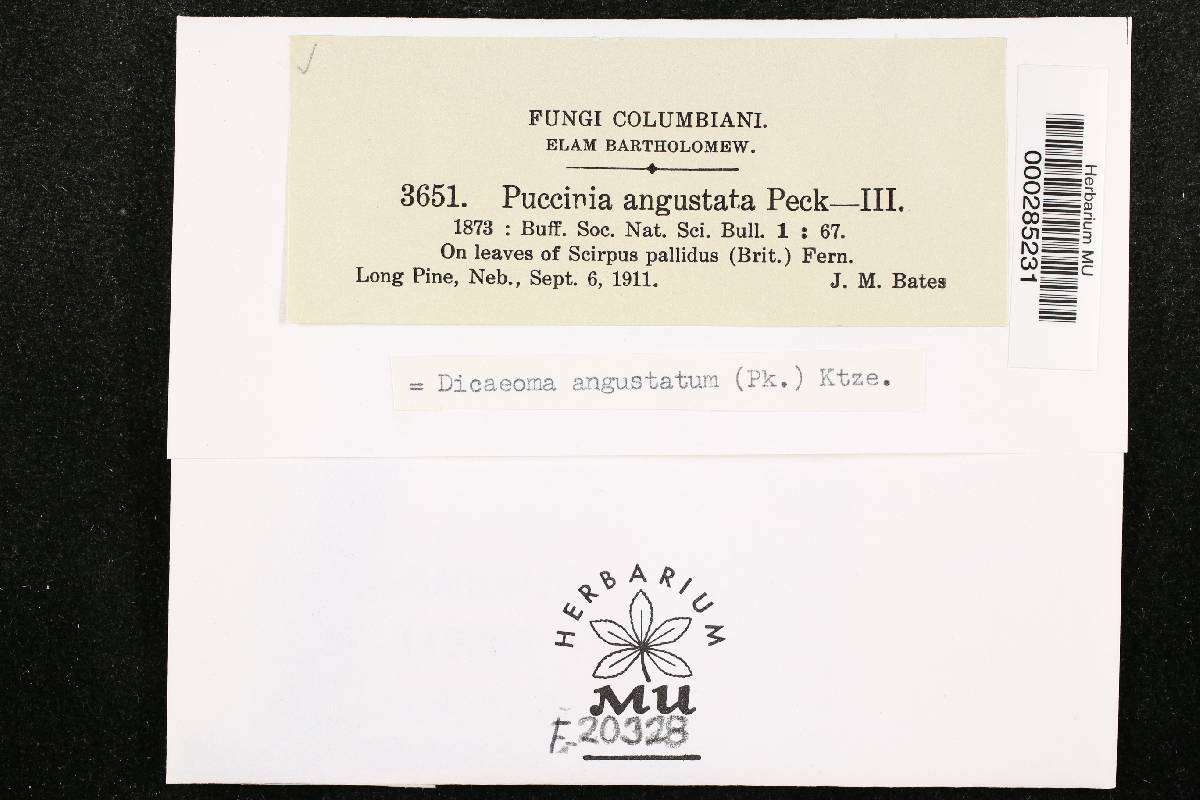 FUNGI COLUMBIANI.
ELAM BARTHOLOMEW.
3651. Puccinia angustata Peck—III.
1873 : Buff. Soc. Nat. Sci. Bull. 1 : 67.
On leaves of Scirpus pallidus (Brit.) Fern.
Long Pine, Neb., Sept. 6, 1911. J. M. Bates
Herbarium MU
000285231
= Dicaeoma angustatum (Pk.) Ktze.
HERBARIUM
MU
F-20328